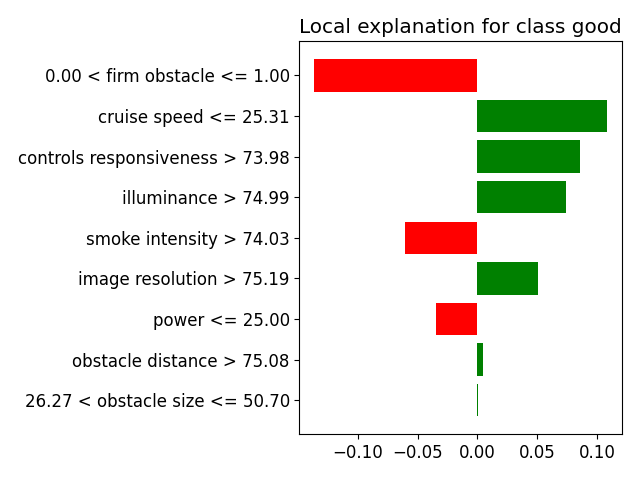 Local explanation for class good
0.00 < firm obstacle <= 1.00
cruise speed <= 25.31
controls responsiveness > 73.98
illuminance > 74.99
smoke intensity > 74.03
image resolution > 75.19
power <= 25.00
obstacle distance > 75.08
26.27 < obstacle size <= 50.70
−0.10 −0.05 0.00 0.05 0.10